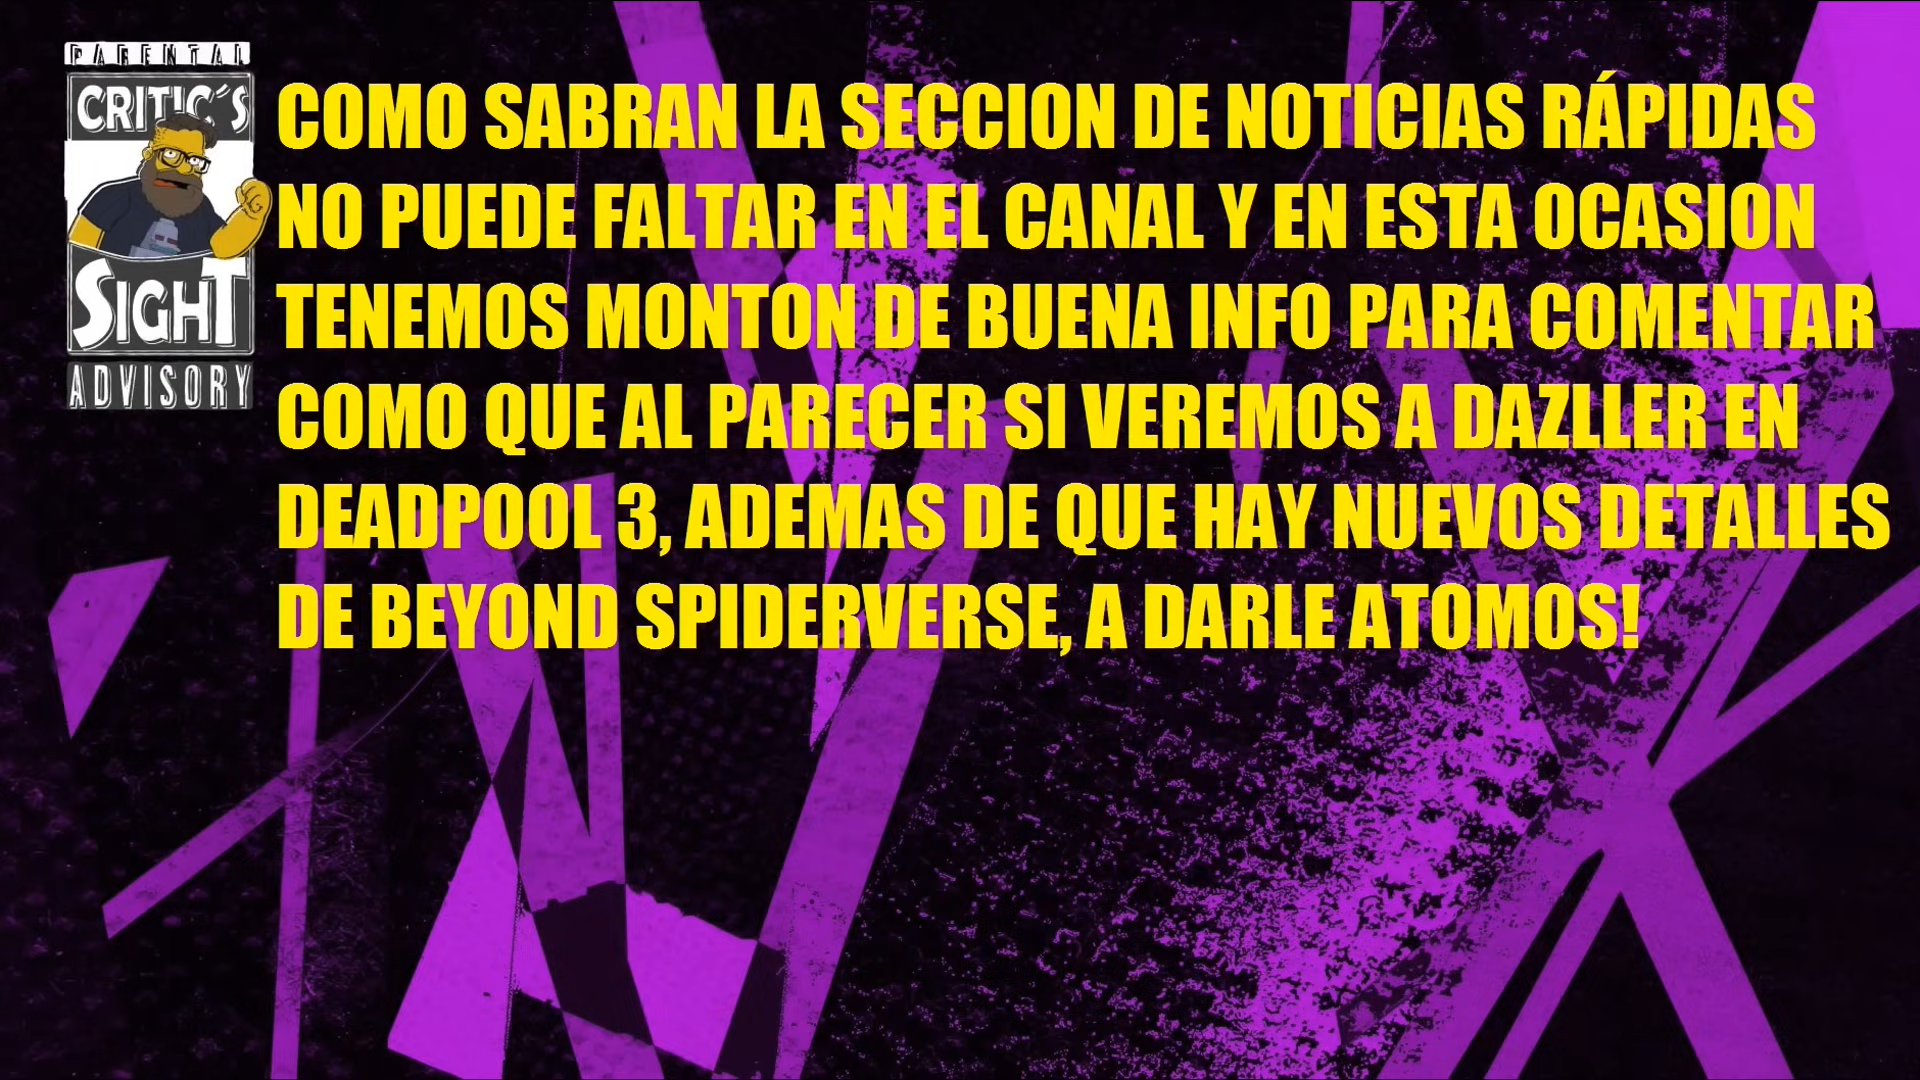 PARENTAL
CRITIC´S
SIGHT
ADVISORY
COMO SABRAN LA SECCION DE NOTICIAS RÁPIDAS
NO PUEDE FALTAR EN EL CANAL Y EN ESTA OCASION
TENEMOS MONTON DE BUENA INFO PARA COMENTAR
COMO QUE AL PARECER SI VEREMOS A DAZLLER EN
DEADPOOL 3, ADEMAS DE QUE HAY NUEVOS DETALLES
DE BEYOND SPIDERVERSE, A DARLE ATOMOS!